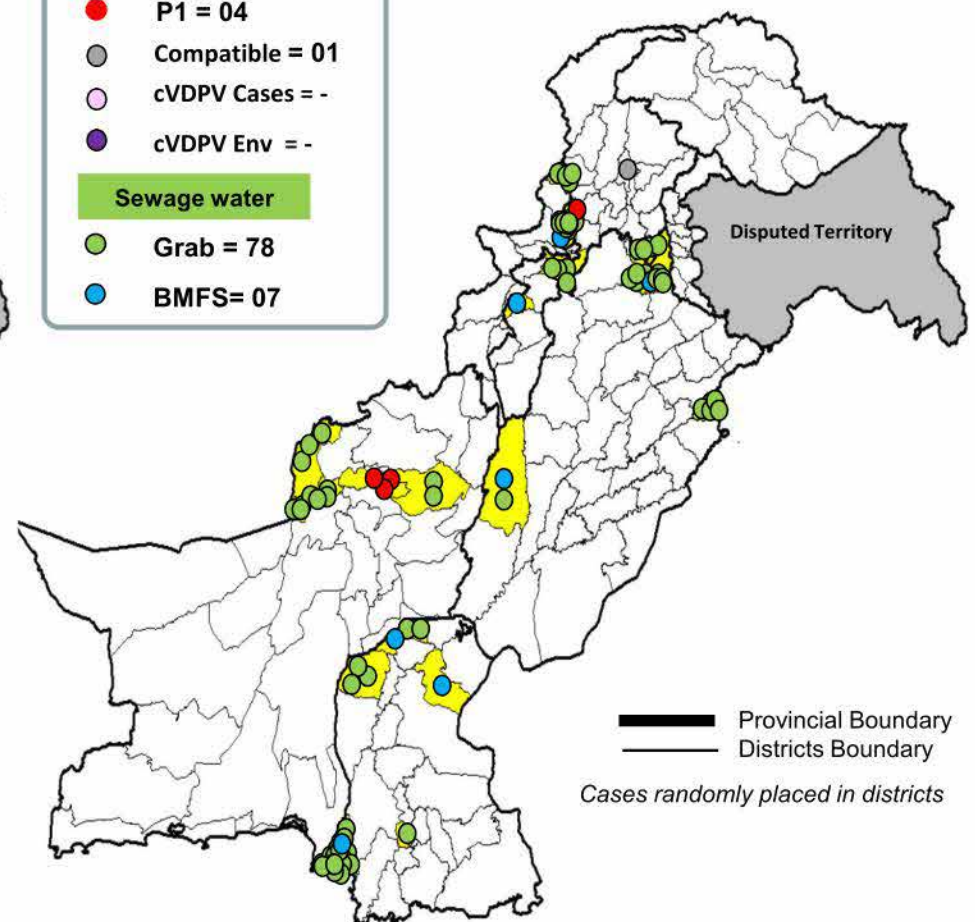 P1 = 04
Compatible = 01
cVDPV Cases = -
cVDPV Env = -
Sewage water
Grab = 78
BMFS= 07
Disputed Territory
Provincial Boundary
Districts Boundary
Cases randomly placed in districts